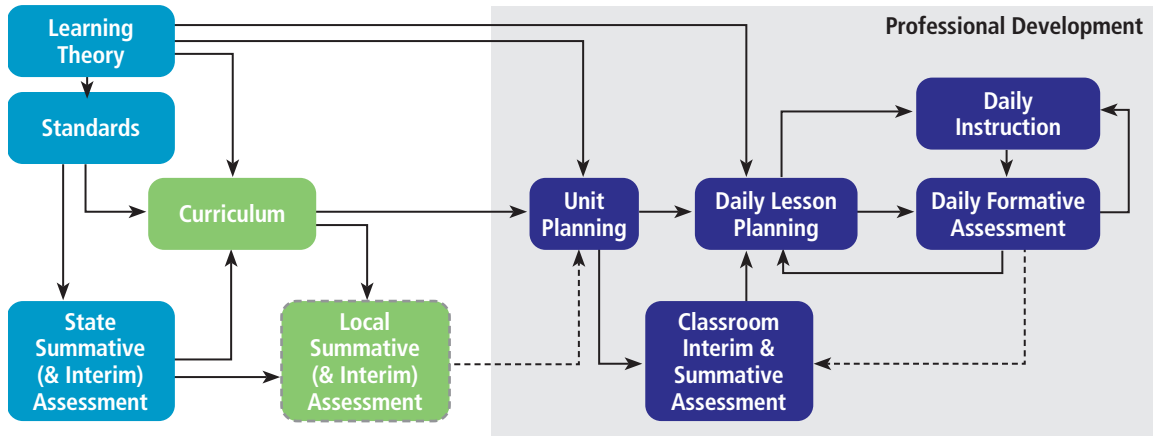 Learning
Theory
Professional Development
Standards
Daily
Instruction
Curriculum
Unit
Planning
Daily Lesson
Planning
Daily Formative
Assessment
State
Summative
(& Interim)
Assessment
Local
Summative
(& Interim)
Assessment
Classroom
Interim &
Summative
Assessment